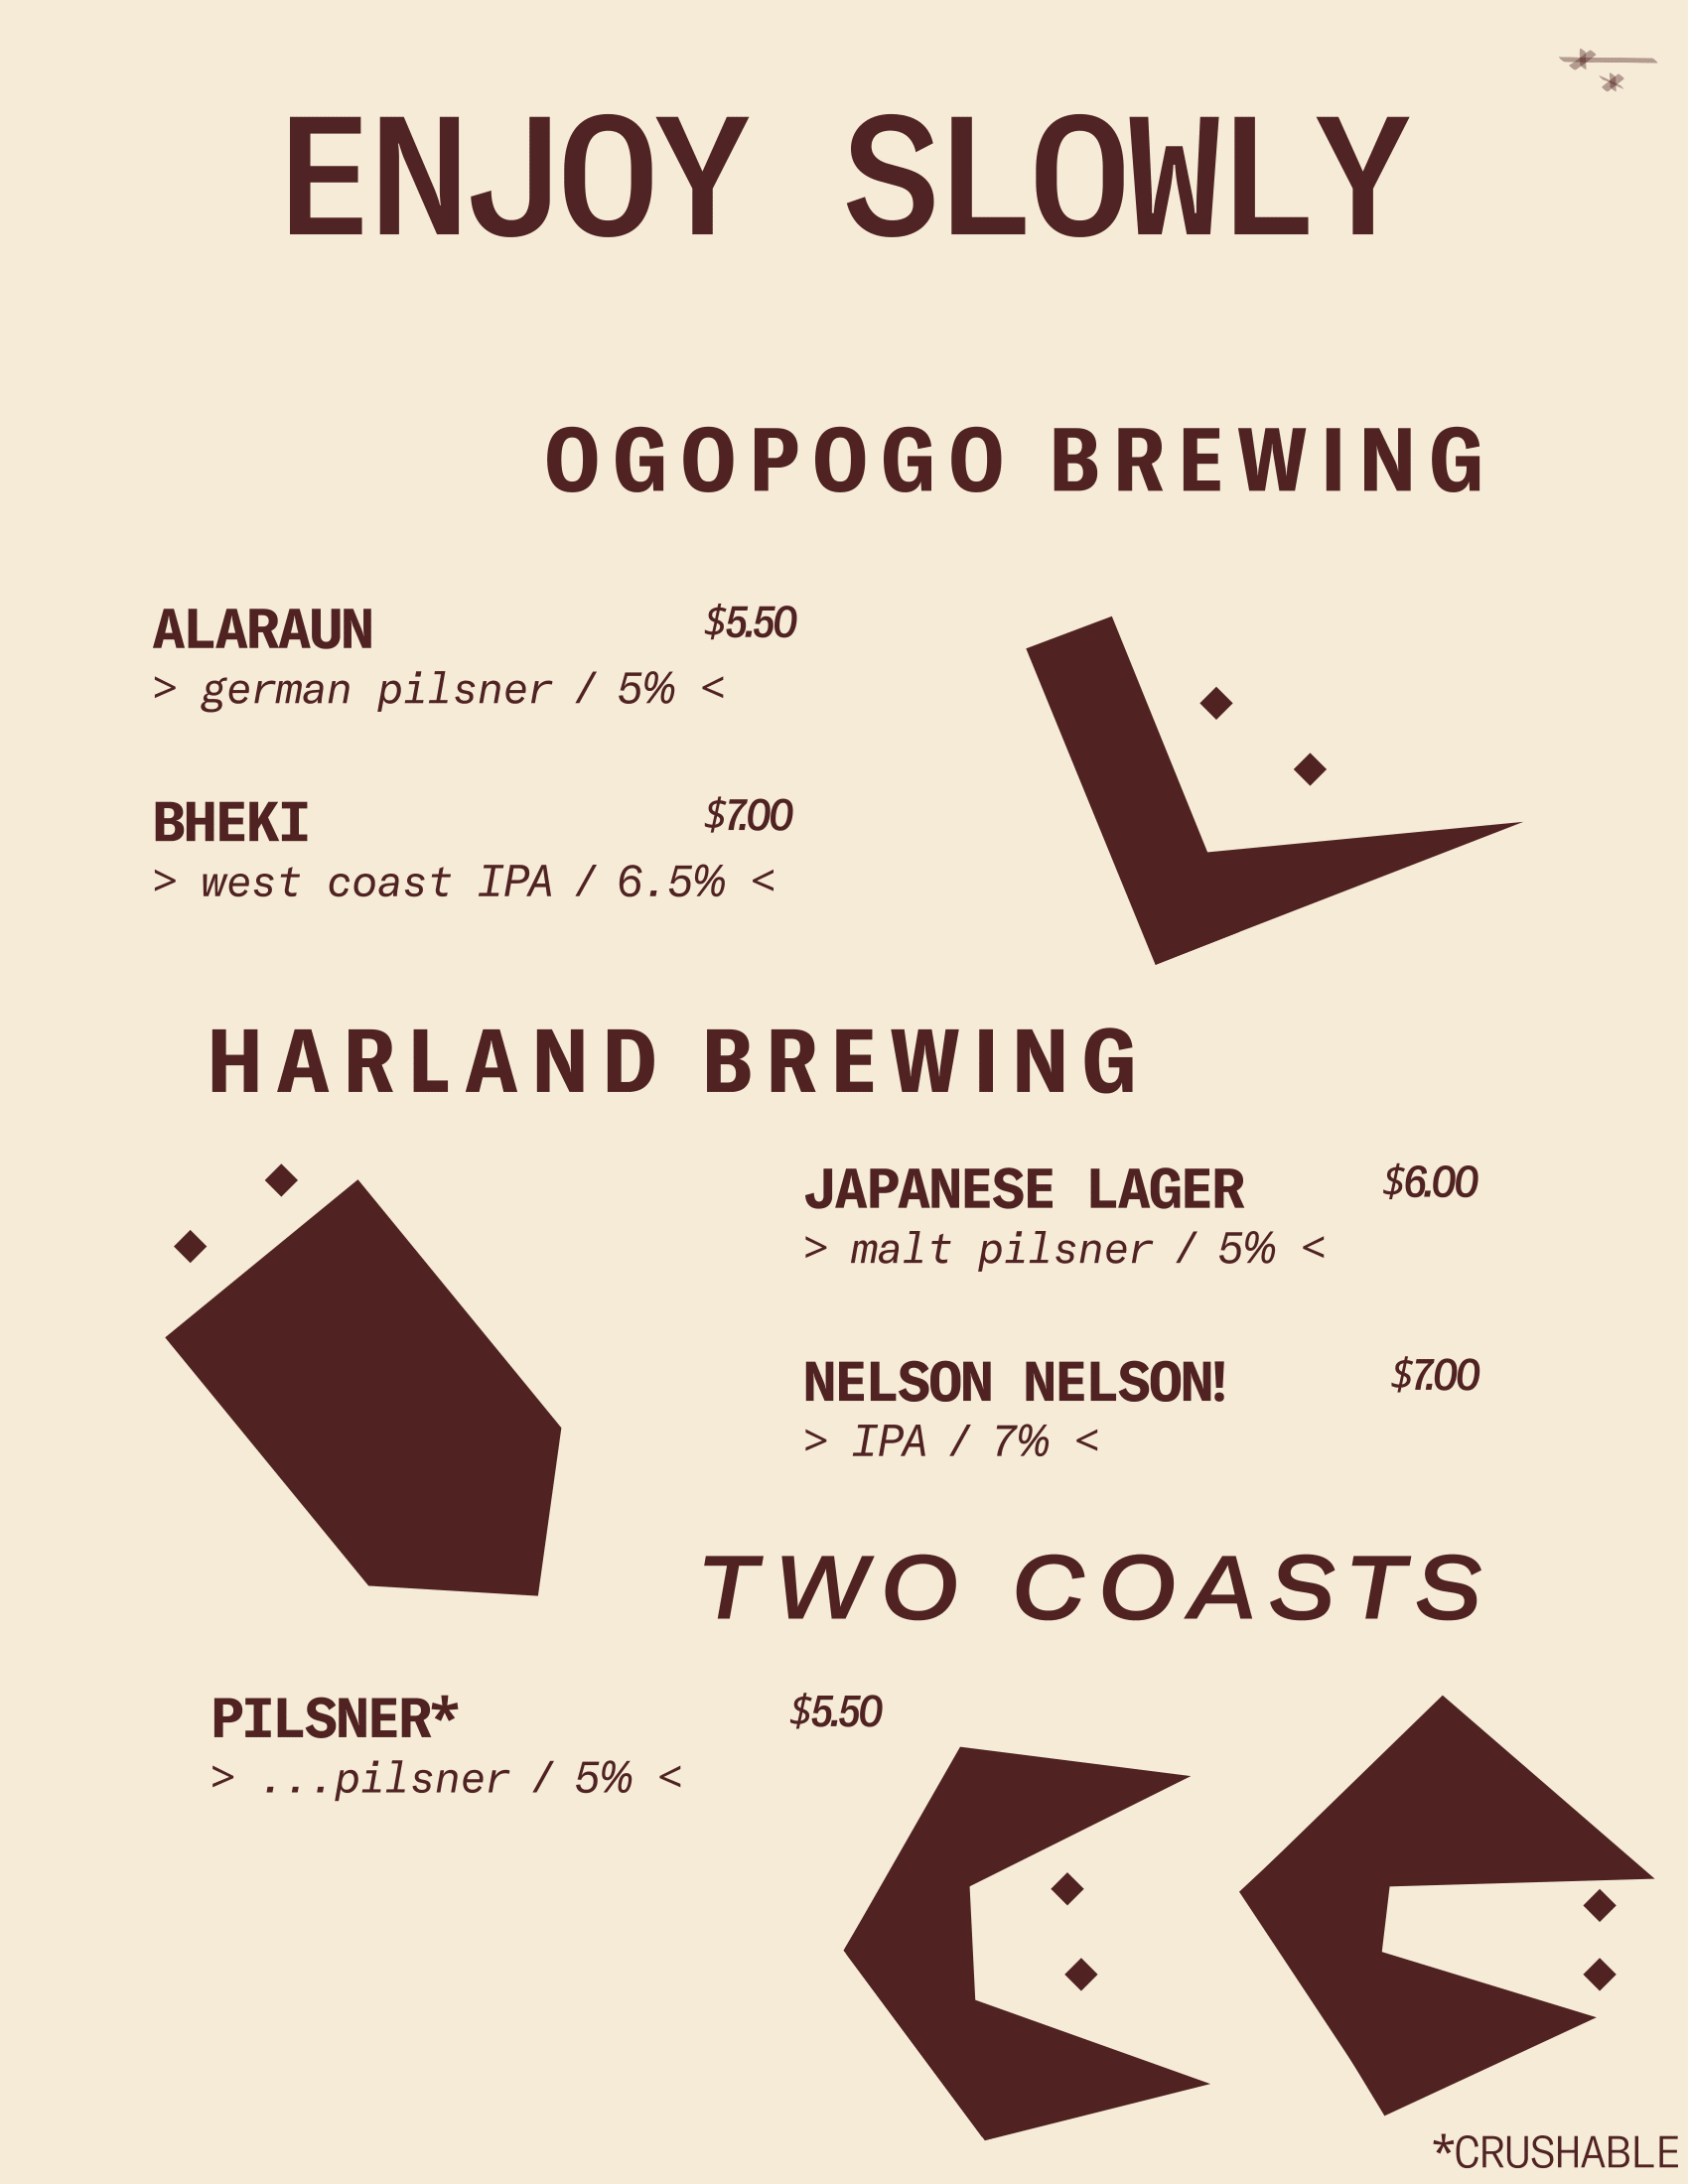 ENJOY SLOWLY
OGOPOGO BREWING
ALARAUN $5.50
> german pilsner / 5% <
BHEKI $7.00
> west coast IPA / 6.5% <
HARLAND BREWING
JAPANESE LAGER $6.00
> malt pilsner / 5% <
NELSON NELSON! $7.00
> IPA / 7% <
TWO COASTS
PILSNER* $5.50
> ...pilsner / 5% <
*CRUSHABLE